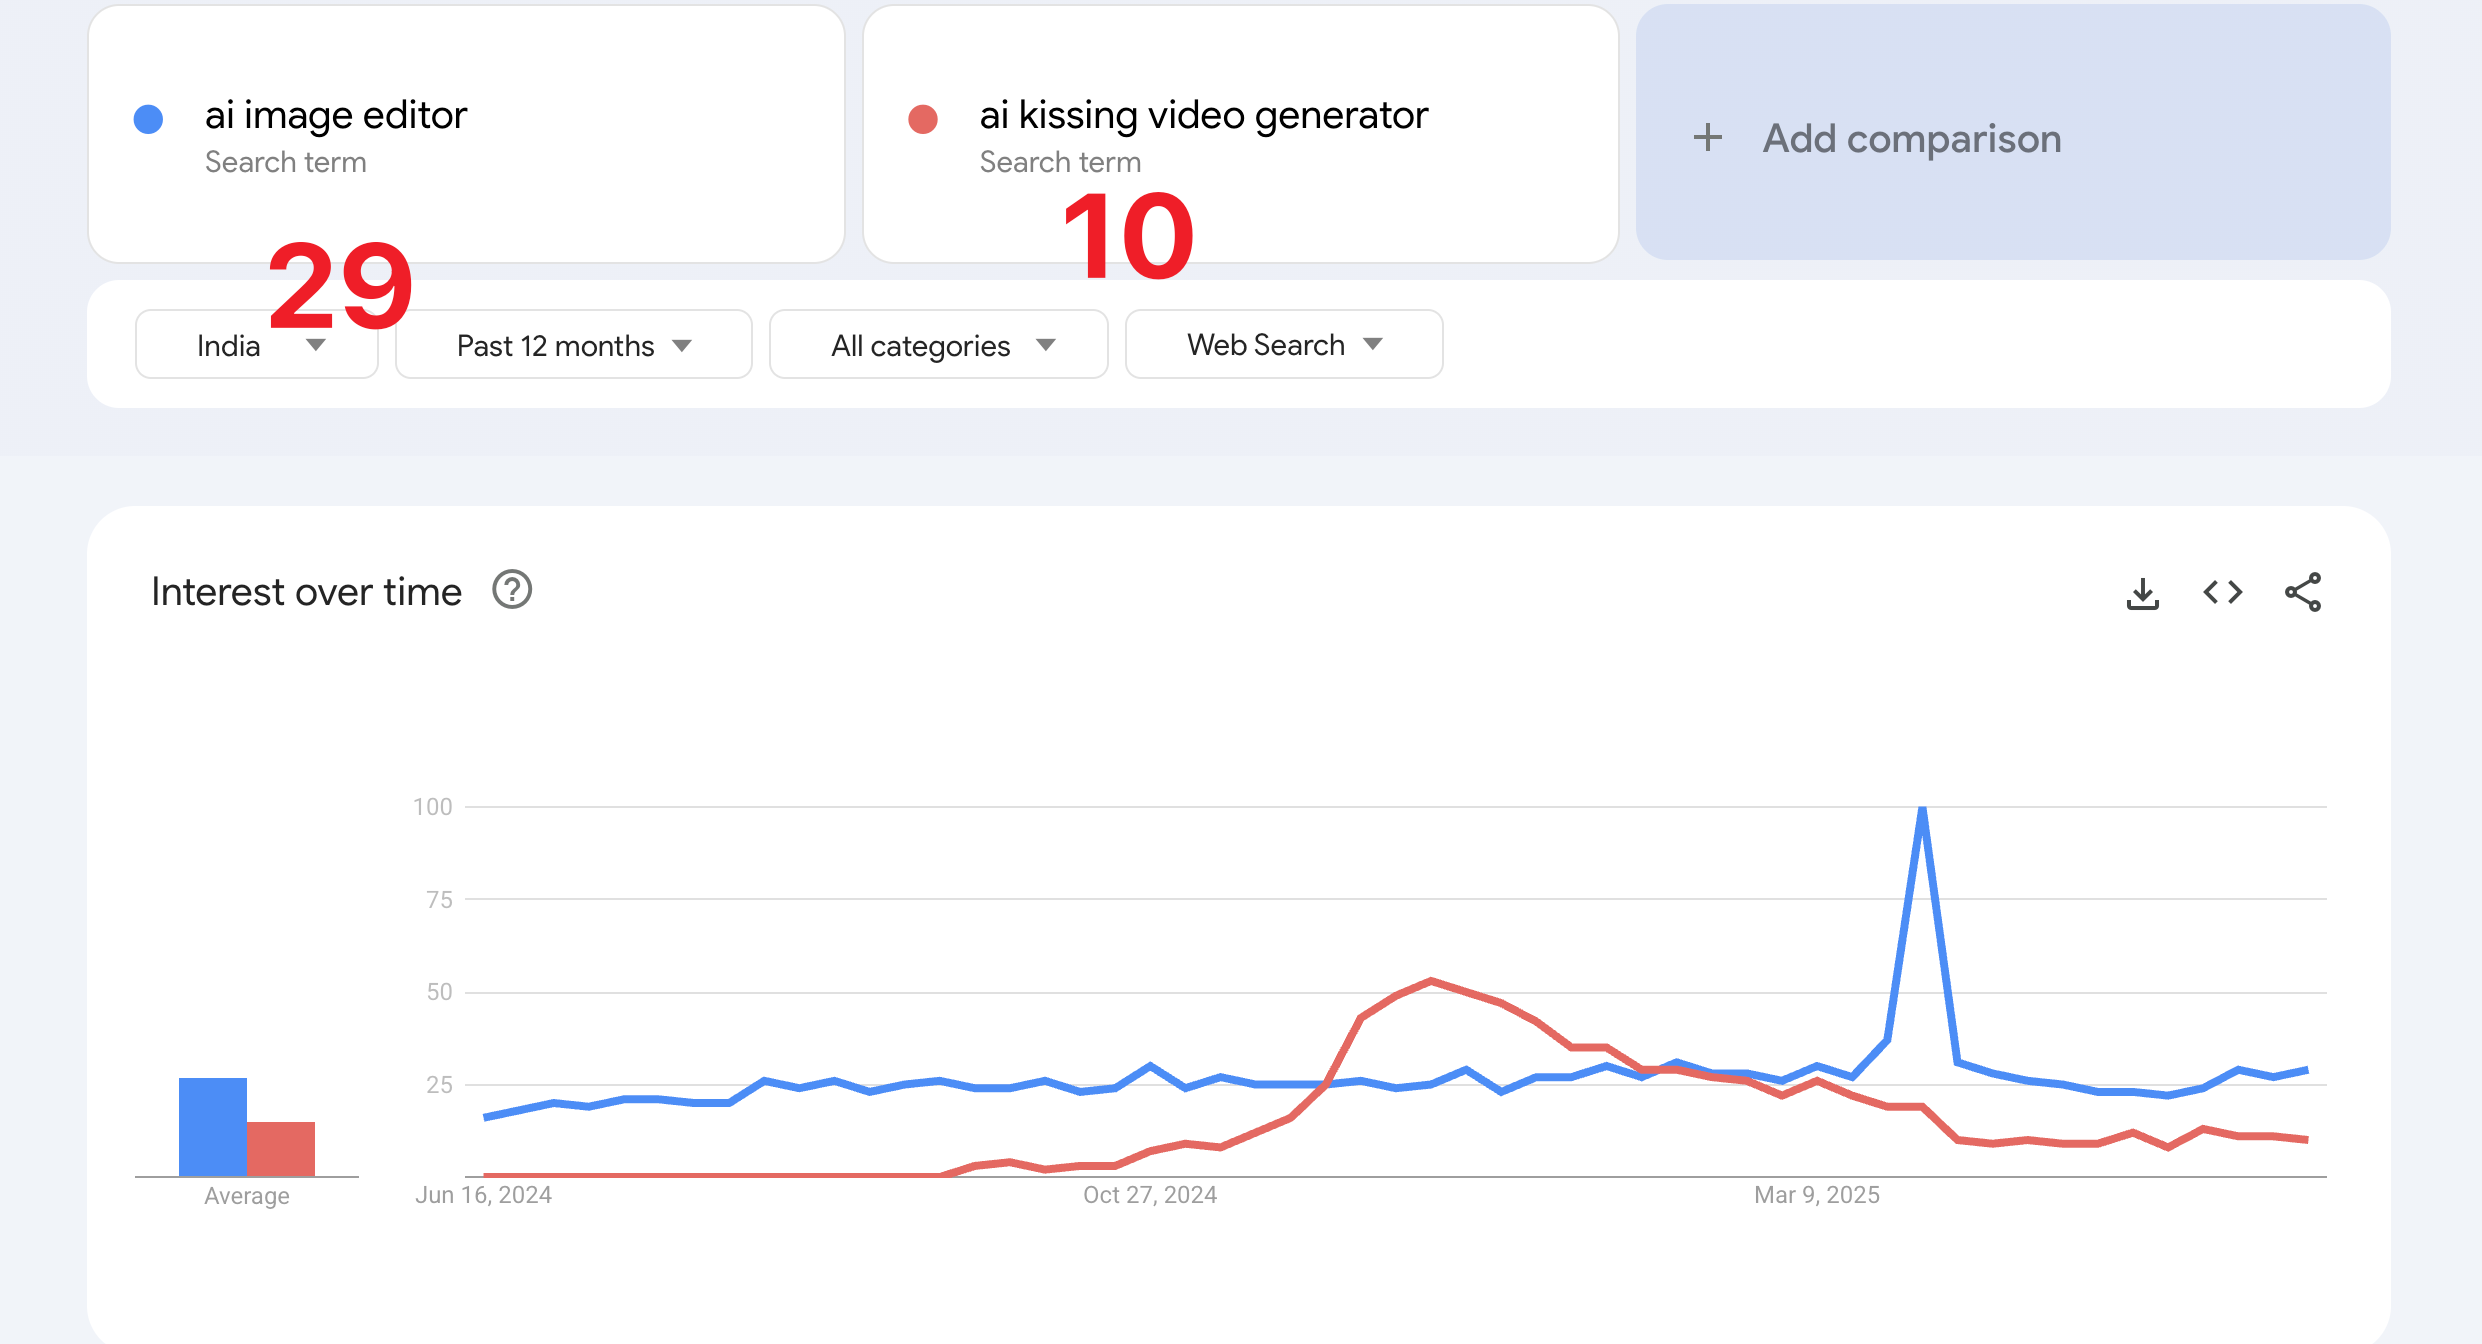 ai image editor
Search term
ai kissing video generator
Search term
+ Add comparison
29
10
India
Past 12 months
All categories
Web Search
Interest over time
100
75
50
25
Average
Jun 16, 2024
Oct 27, 2024
Mar 9, 2025